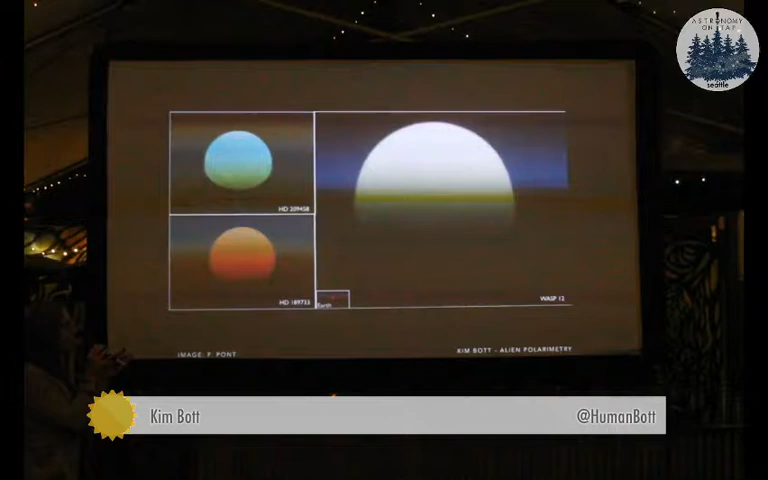 ASTRONOMY
ON TAP
seattle
HD 209458
HD 189733
Earth
WASP 12
IMAGE: F. PONT
KIM BOTT - ALIEN POLARIMETRY
Kim Bott
@HumanBott